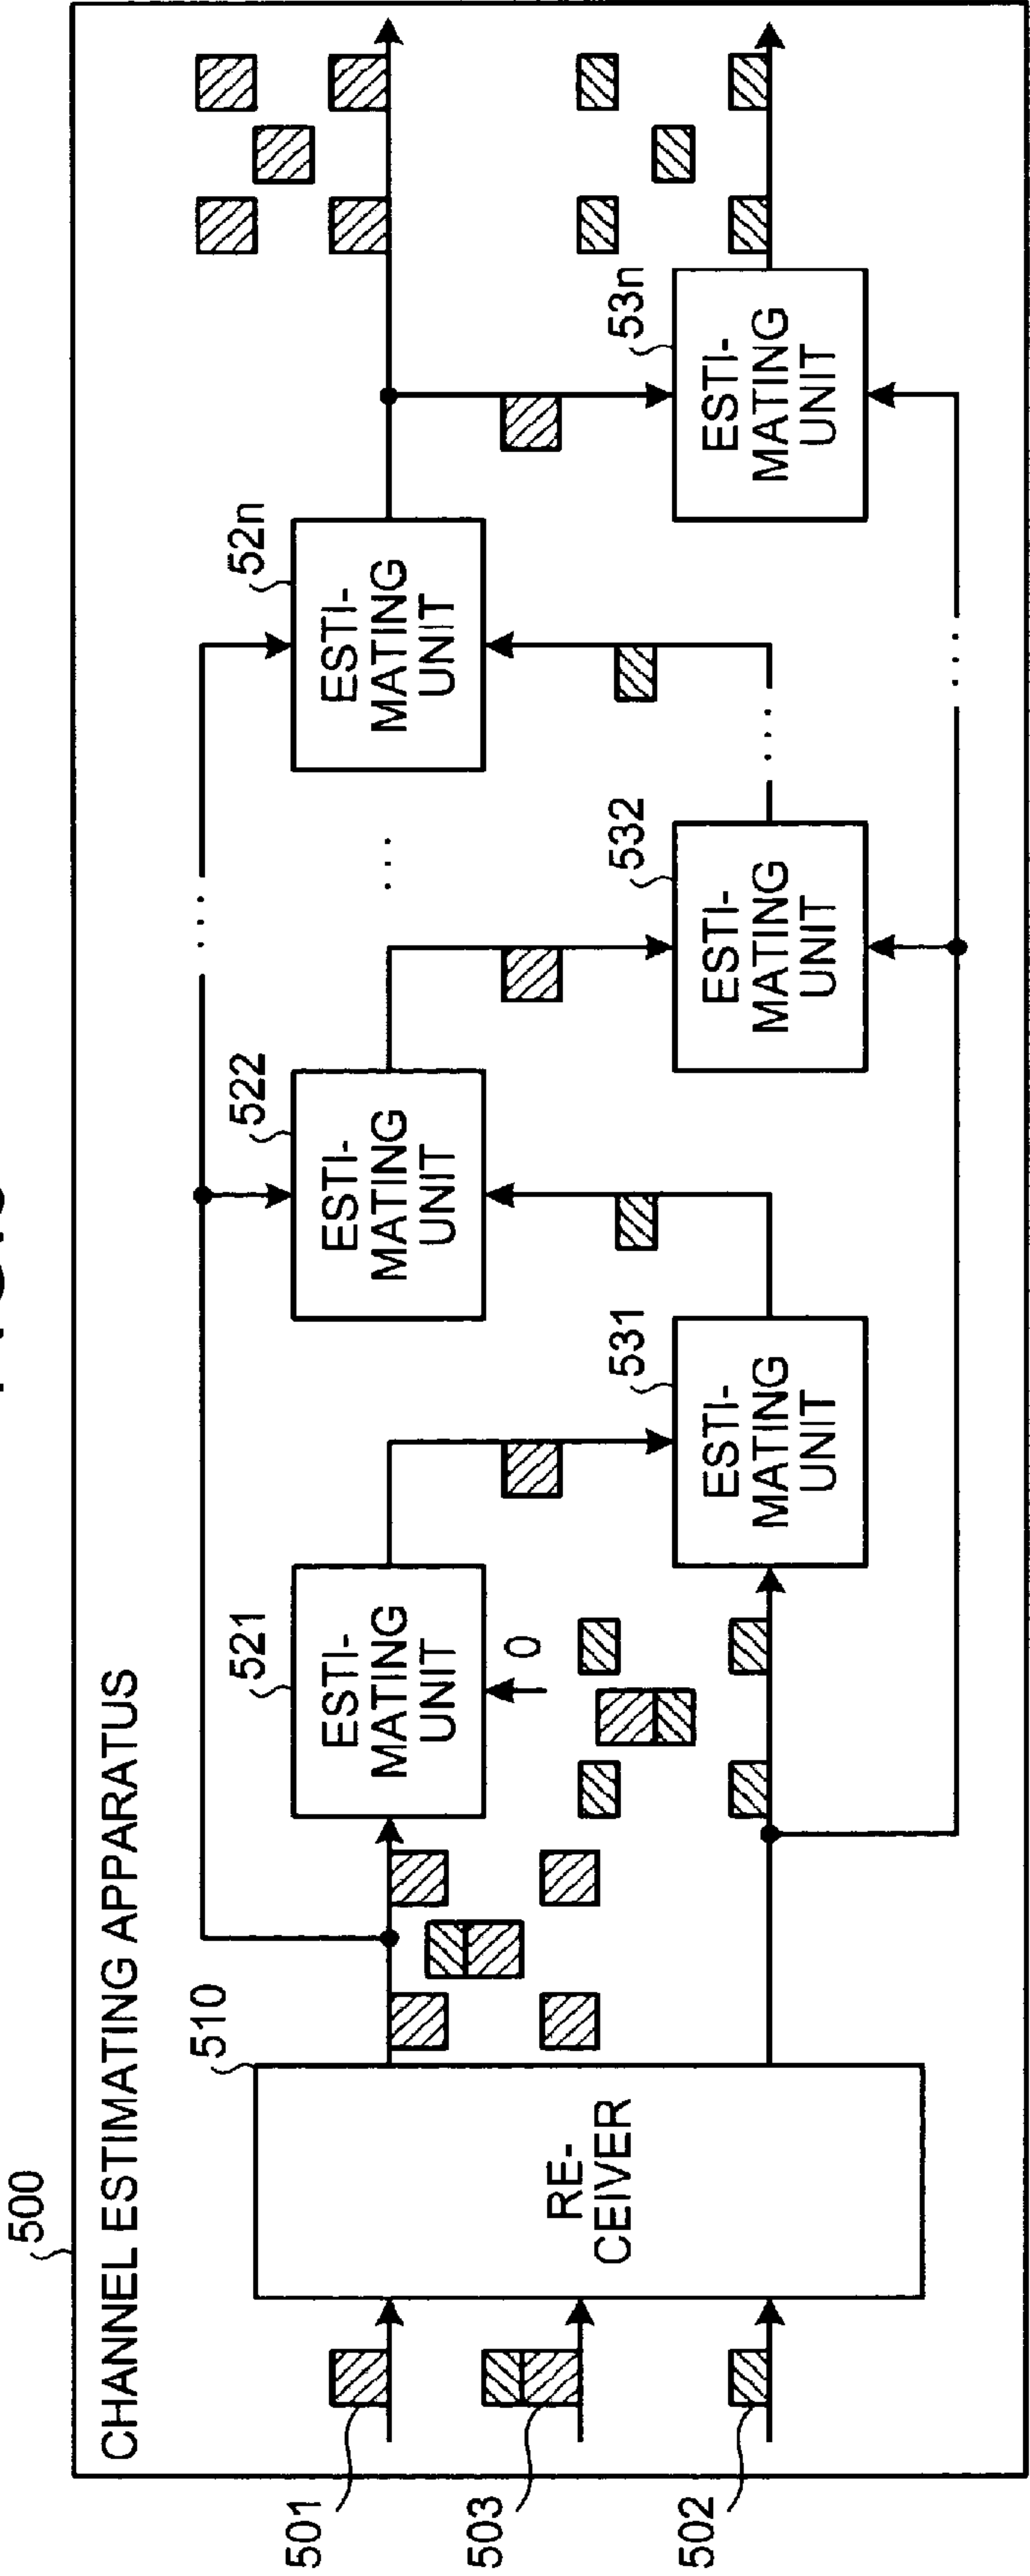 500
CHANNEL ESTIMATING APPARATUS
501
503
502
510
RE-
CEIVER
521
ESTI-
MATING
UNIT
0
531
ESTI-
MATING
UNIT
522
ESTI-
MATING
UNIT
532
ESTI-
MATING
UNIT
...
...
...
...
52n
ESTI-
MATING
UNIT
53n
ESTI-
MATING
UNIT